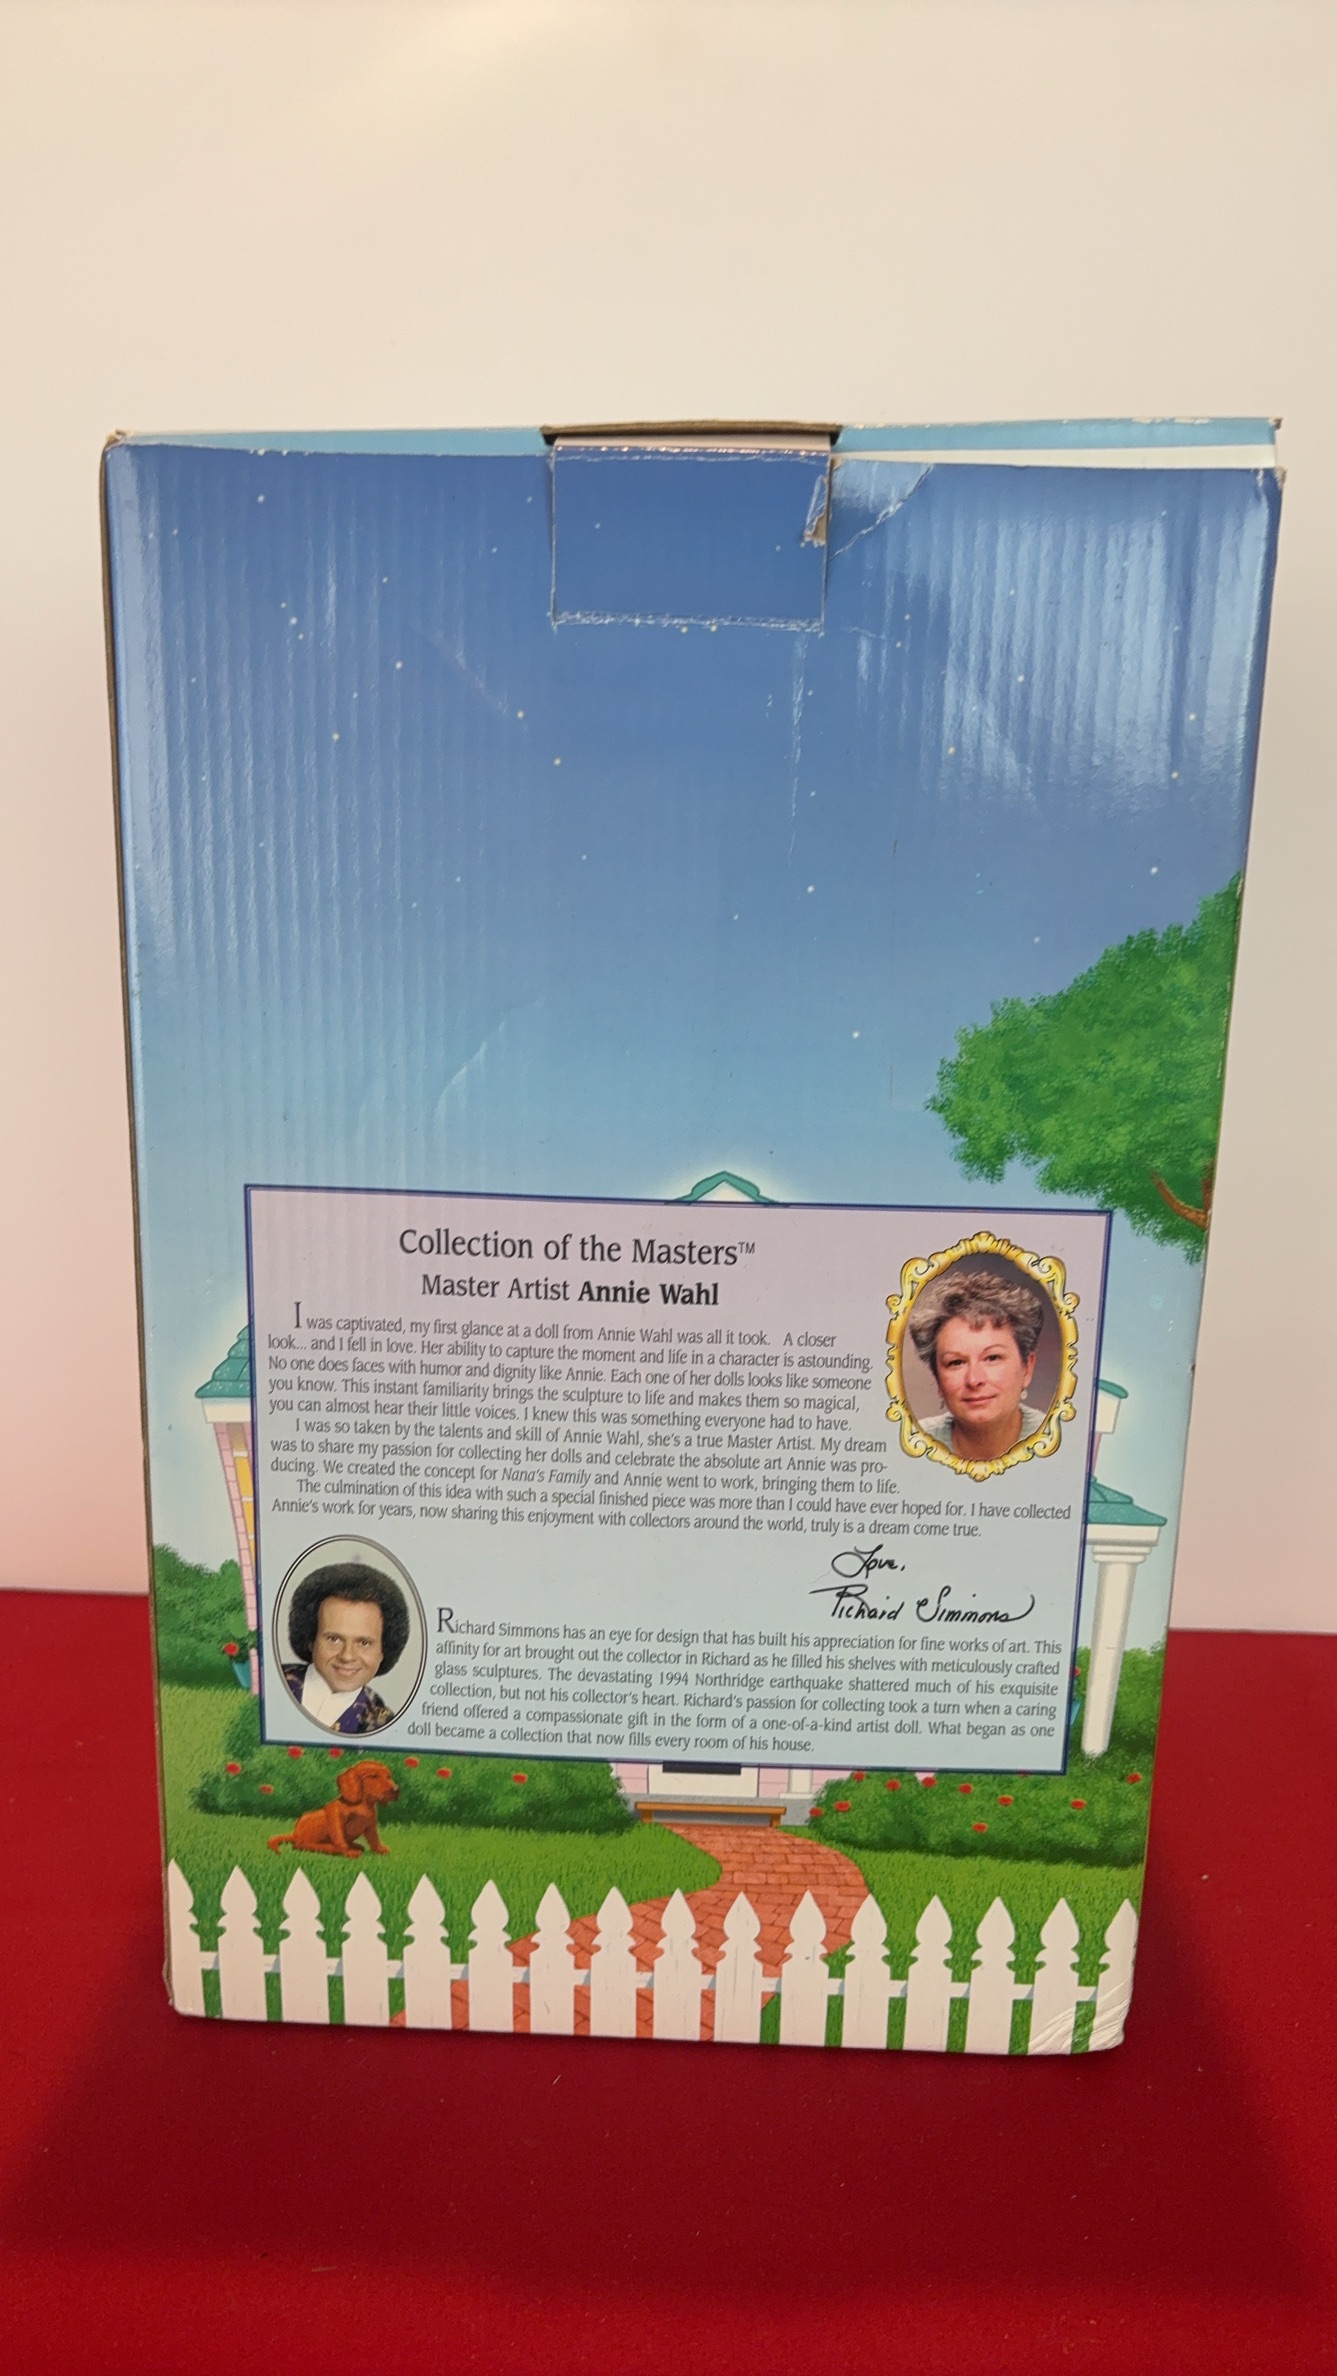 Collection of the Masters™
Master Artist Annie Wahl
I was captivated, my first glance at a doll from Annie Wahl was all it took. A closer
look... and I fell in love. Her ability to capture the moment and life in a character is astounding.
No one does faces with humor and dignity like Annie. Each one of her dolls looks like someone
you know. This instant familiarity brings the sculpture to life and makes them so magical,
you can almost hear their little voices. I knew this was something everyone had to have.
I was so taken by the talents and skill of Annie Wahl, she's a true Master Artist. My dream
was to share my passion for collecting her dolls and celebrate the absolute art Annie was pro-
ducing. We created the concept for Nana's Family and Annie went to work, bringing them to life.
The culmination of this idea with such a special finished piece was more than I could have ever hoped for. I have collected
Annie's work for years, now sharing this enjoyment with collectors around the world, truly is a dream come true.
Love,
Richard Simmons
Richard Simmons has an eye for design that has built his appreciation for fine works of art. This
affinity for art brought out the collector in Richard as he filled his shelves with meticulously crafted
glass sculptures. The devastating 1994 Northridge earthquake shattered much of his exquisite
collection, but not his collector's heart. Richard's passion for collecting took a turn when a caring
friend offered a compassionate gift in the form of a one-of-a-kind artist doll. What began as one
doll became a collection that now fills every room of his house.